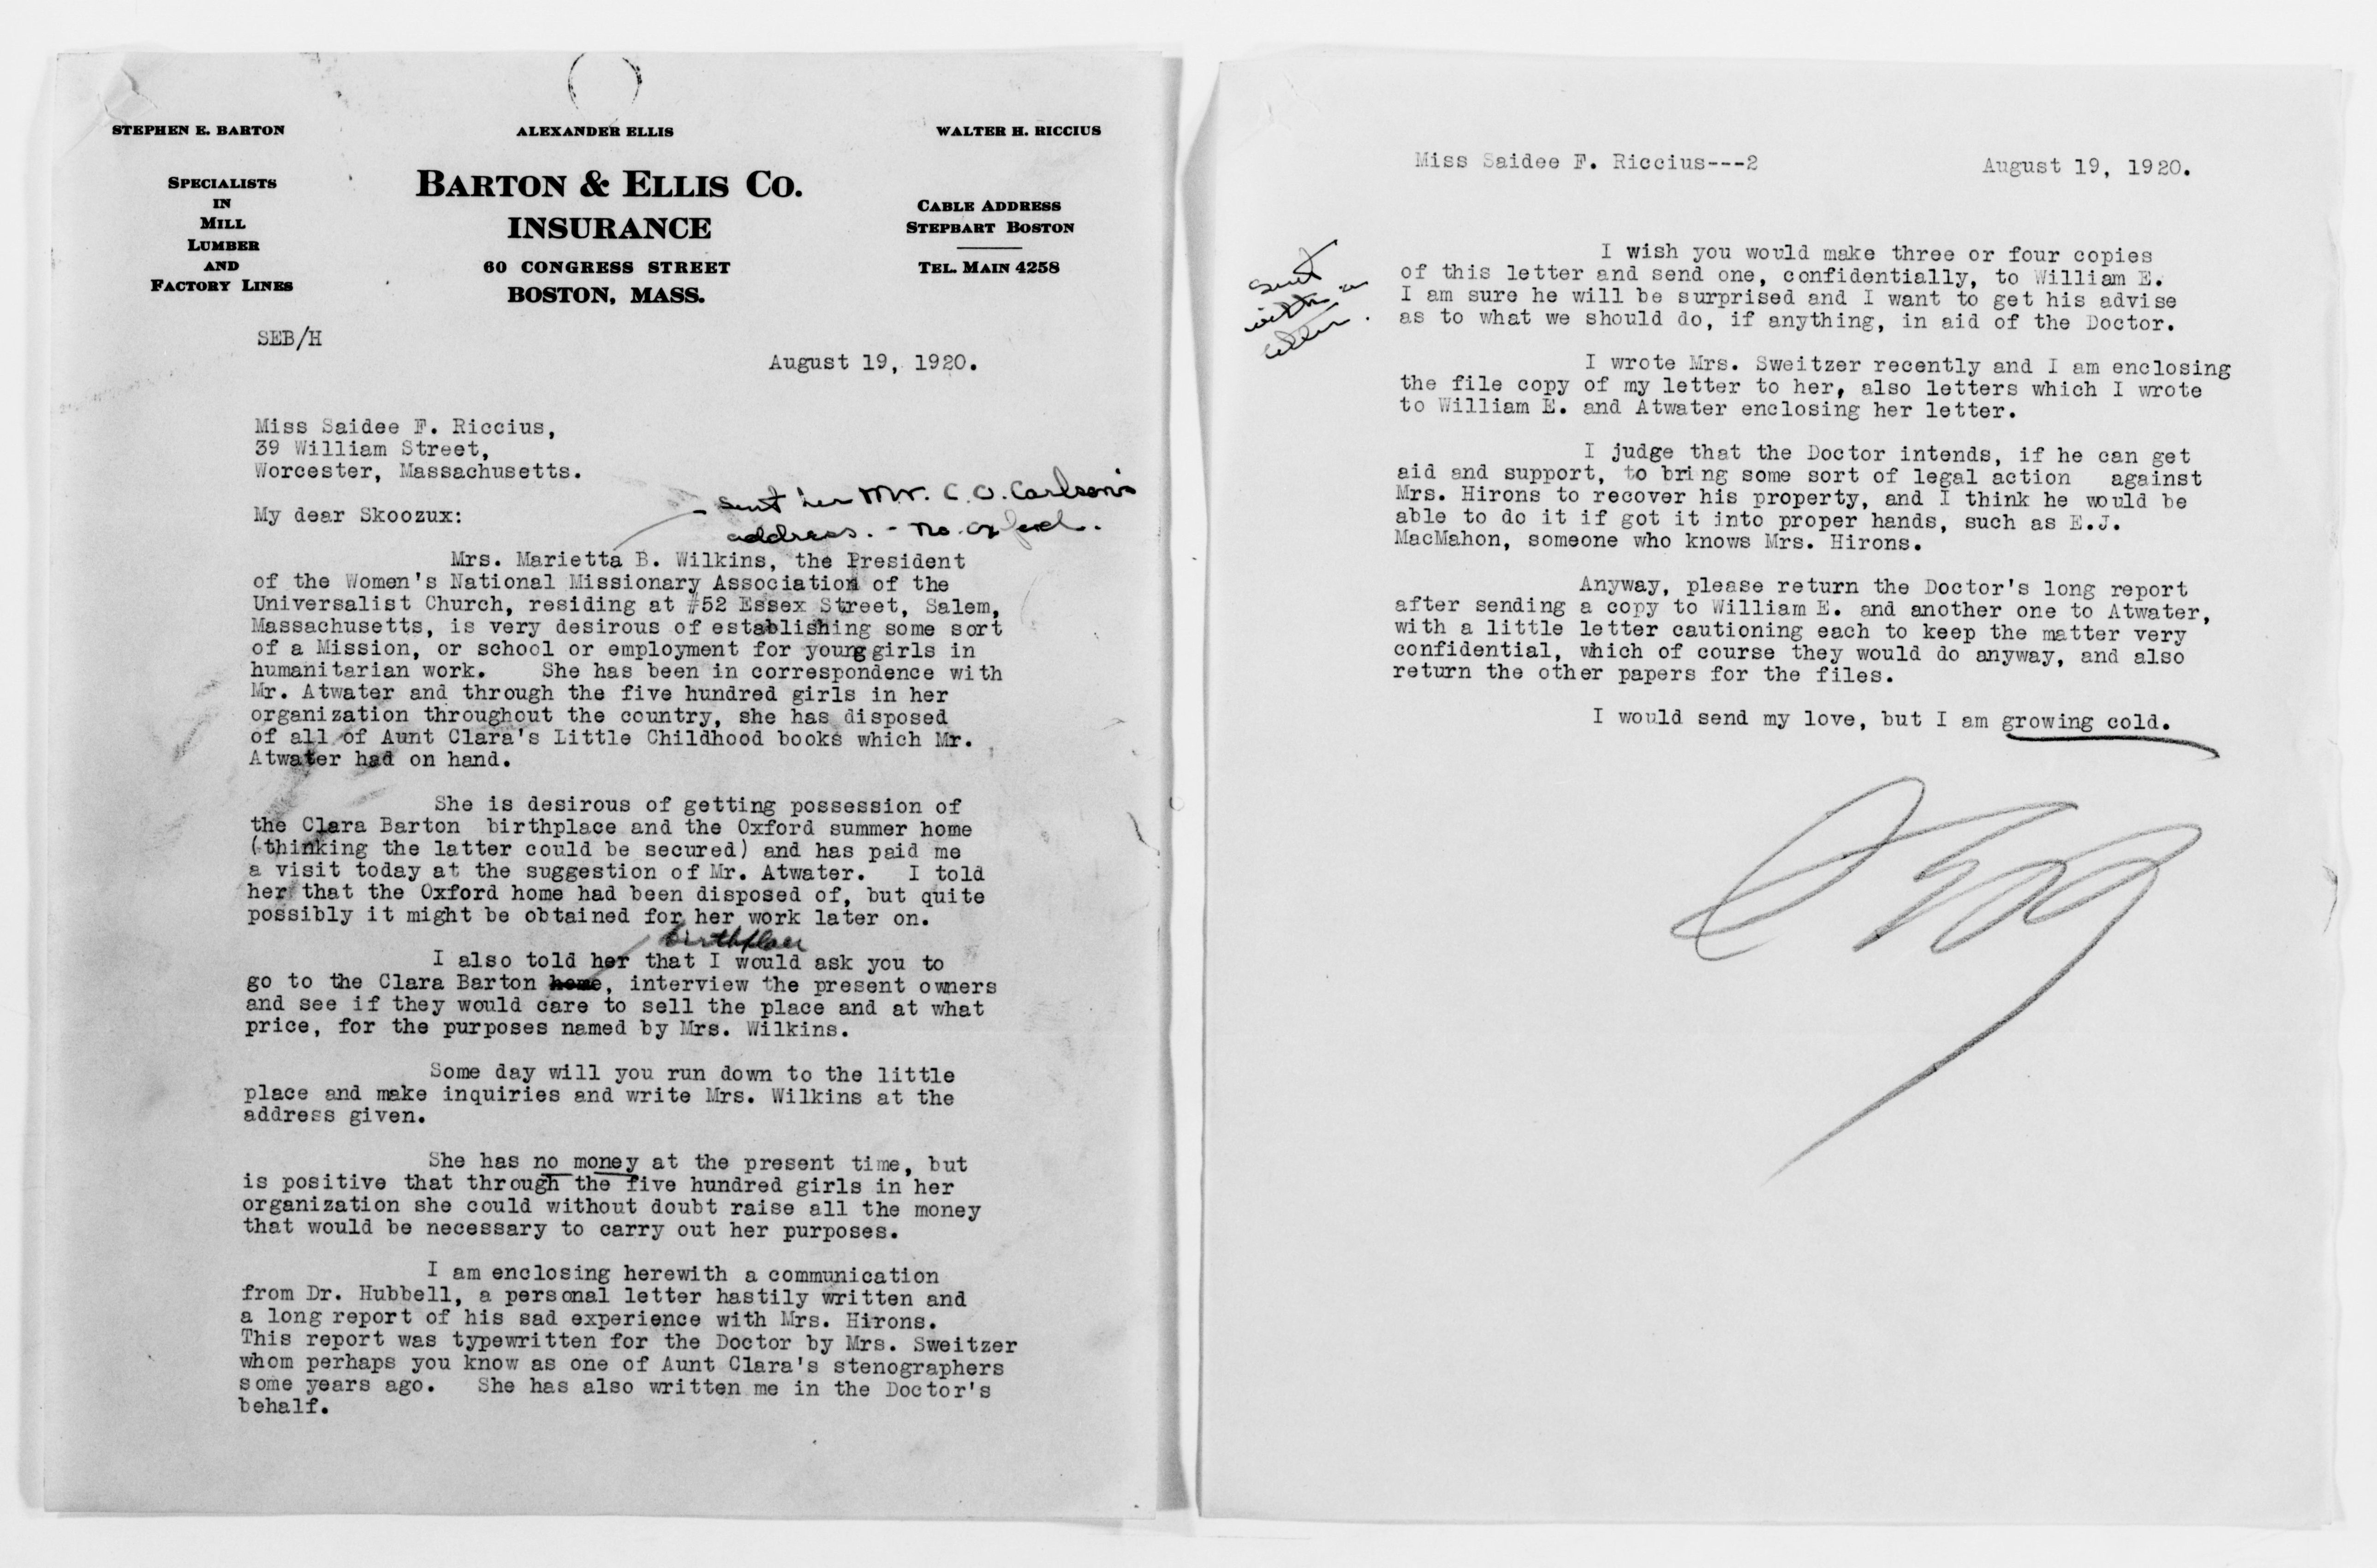 STEPHEN E. BARTON
ALEXANDER ELLIS
WALTER H. RICCIUS
SPECIALISTS
IN
MILL
LUMBER
AND
FACTORY LINES
BARTON & ELLIS CO.
INSURANCE
60 CONGRESS STREET
BOSTON, MASS.
CABLE ADDRESS
STEPBART BOSTON
TEL. MAIN 4258
SEB/H
August 19, 1920.
Miss Saidee F. Riccius,
39 William Street,
Worcester, Massachusetts.
- sent her Mr. C. O. Carlson's
address. - No. Oxford.
My dear Skoozux:
Mrs. Marietta B. Wilkins, the President
of the Women's National Missionary Association of the
Universalist Church, residing at #52 Essex Street, Salem,
Massachusetts, is very desirous of establishing some sort
of a Mission, or school or employment for young girls in
humanitarian work. She has been in correspondence with
Mr. Atwater and through the five hundred girls in her
organization throughout the country, she has disposed
of all of Aunt Clara's Little Childhood books which Mr.
Atwater had on hand.
She is desirous of getting possession of
the Clara Barton birthplace and the Oxford summer home
(thinking the latter could be secured) and has paid me
a visit today at the suggestion of Mr. Atwater. I told
her that the Oxford home had been disposed of, but quite
possibly it might be obtained for her work later on.
birthplace
I also told her that I would ask you to
go to the Clara Barton home, interview the present owners
and see if they would care to sell the place and at what
price, for the purposes named by Mrs. Wilkins.
Some day will you run down to the little
place and make inquiries and write Mrs. Wilkins at the
address given.
She has no money at the present time, but
is positive that through the five hundred girls in her
organization she could without doubt raise all the money
that would be necessary to carry out her purposes.
I am enclosing herewith a communication
from Dr. Hubbell, a personal letter hastily written and
a long report of his sad experience with Mrs. Hirons.
This report was typewritten for the Doctor by Mrs. Sweitzer
whom perhaps you know as one of Aunt Clara's stenographers
some years ago. She has also written me in the Doctor's
behalf.
Miss Saidee F. Riccius---2
August 19, 1920.
sent
I wish you would make three or four copies
of this letter and send one, confidentially, to William E.
I am sure he will be surprised and I want to get his advise
as to what we should do, if anything, in aid of the Doctor.
I wrote Mrs. Sweitzer recently and I am enclosing
the file copy of my letter to her, also letters which I wrote
to William E. and Atwater enclosing her letter.
I judge that the Doctor intends, if he can get
aid and support, to bring some sort of legal action against
Mrs. Hirons to recover his property, and I think he would be
able to do it if got it into proper hands, such as E.J.
MacMahon, someone who knows Mrs. Hirons.
Anyway, please return the Doctor's long report
after sending a copy to William E. and another one to Atwater,
with a little letter cautioning each to keep the matter very
confidential, which of course they would do anyway, and also
return the other papers for the files.
I would send my love, but I am growing cold.